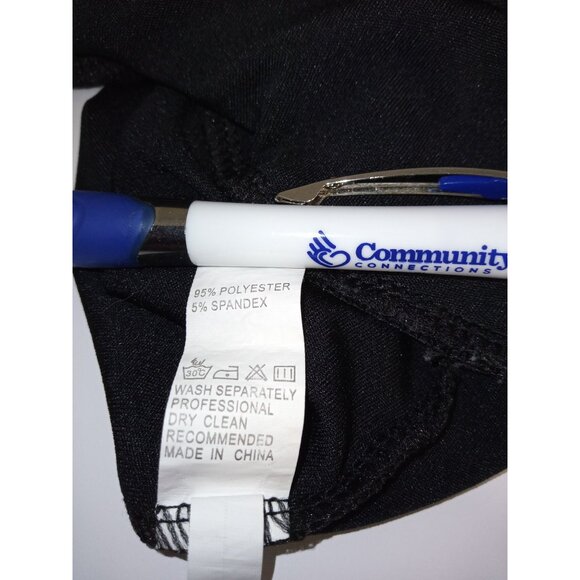 Community
CONNECTIONS
95% POLYESTER
5% SPANDEX
30°C
WASH SEPARATELY
PROFESSIONAL
DRY CLEAN
RECOMMENDED
MADE IN CHINA